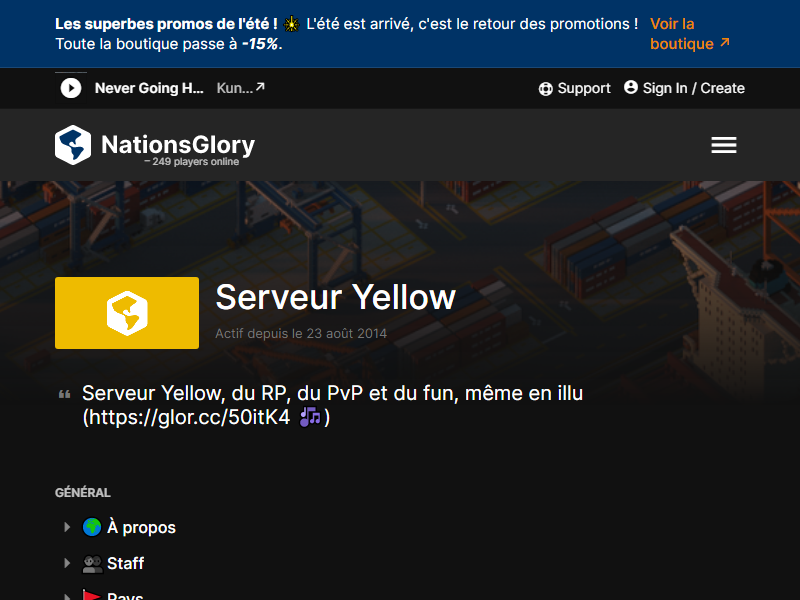 Les superbes promos de l'été ! L'été est arrivé, c'est le retour des promotions ! Voir la
Toute la boutique passe à -15%. boutique
Never Going H... Kun... Support Sign In / Create
NationsGlory
– 249 players online
Serveur Yellow
Actif depuis le 23 août 2014
Serveur Yellow, du RP, du PvP et du fun, même en illu
(https://glor.cc/50itK4 🎶)
GÉNÉRAL
À propos
Staff
Pays